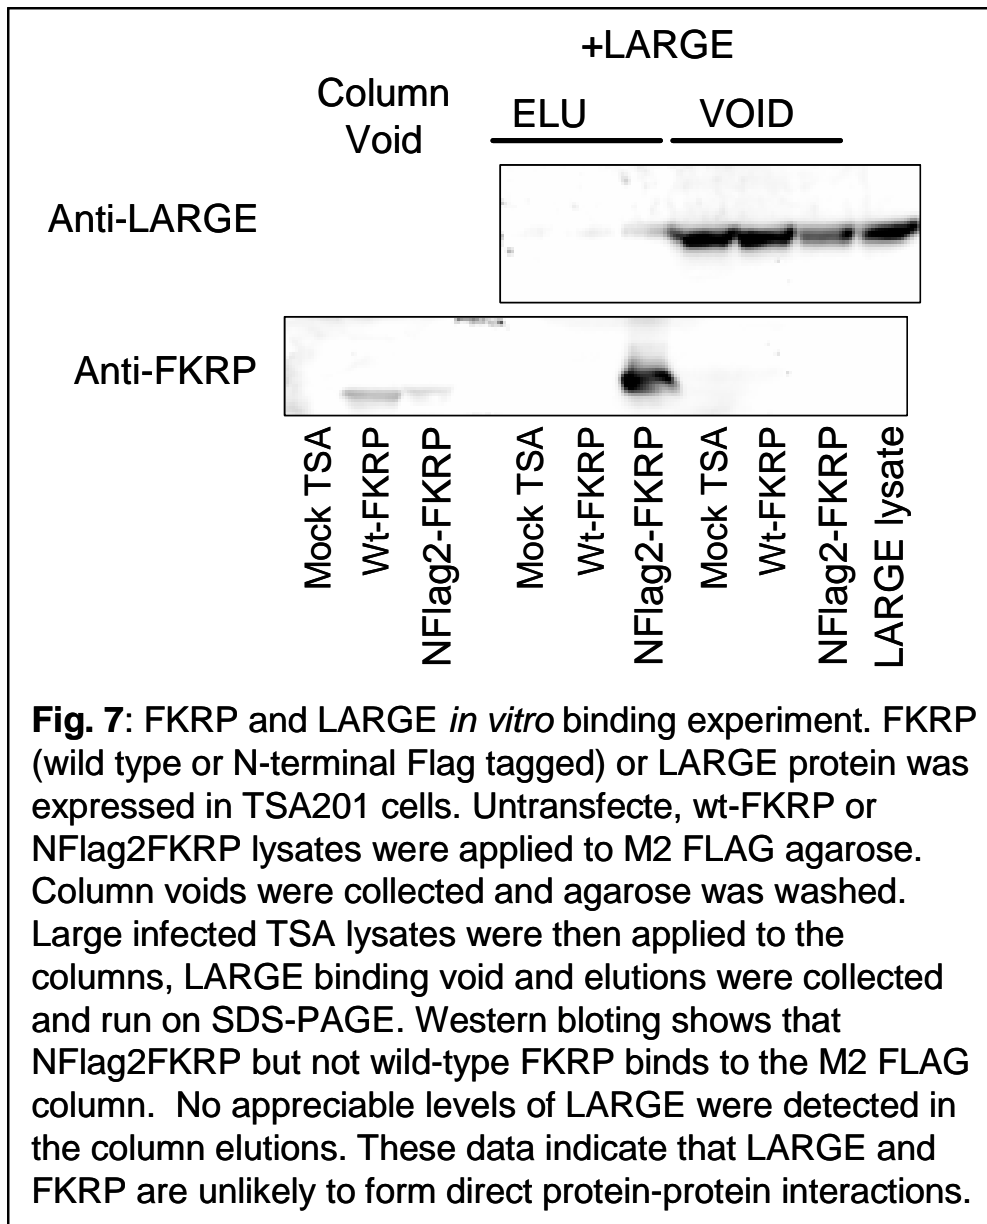 +LARGE
Column
Void
ELU
VOID
Anti-LARGE
Anti-FKRP
Mock TSA
Wt-FKRP
NFlag2-FKRP
Mock TSA
Wt-FKRP
NFlag2-FKRP
Mock TSA
Wt-FKRP
NFlag2-FKRP
LARGE lysate
Fig. 7: FKRP and LARGE in vitro binding experiment. FKRP
(wild type or N-terminal Flag tagged) or LARGE protein was
expressed in TSA201 cells. Untransfecte, wt-FKRP or
NFlag2FKRP lysates were applied to M2 FLAG agarose.
Column voids were collected and agarose was washed.
Large infected TSA lysates were then applied to the
columns, LARGE binding void and elutions were collected
and run on SDS-PAGE. Western bloting shows that
NFlag2FKRP but not wild-type FKRP binds to the M2 FLAG
column.  No appreciable levels of LARGE were detected in
the column elutions. These data indicate that LARGE and
FKRP are unlikely to form direct protein-protein interactions.